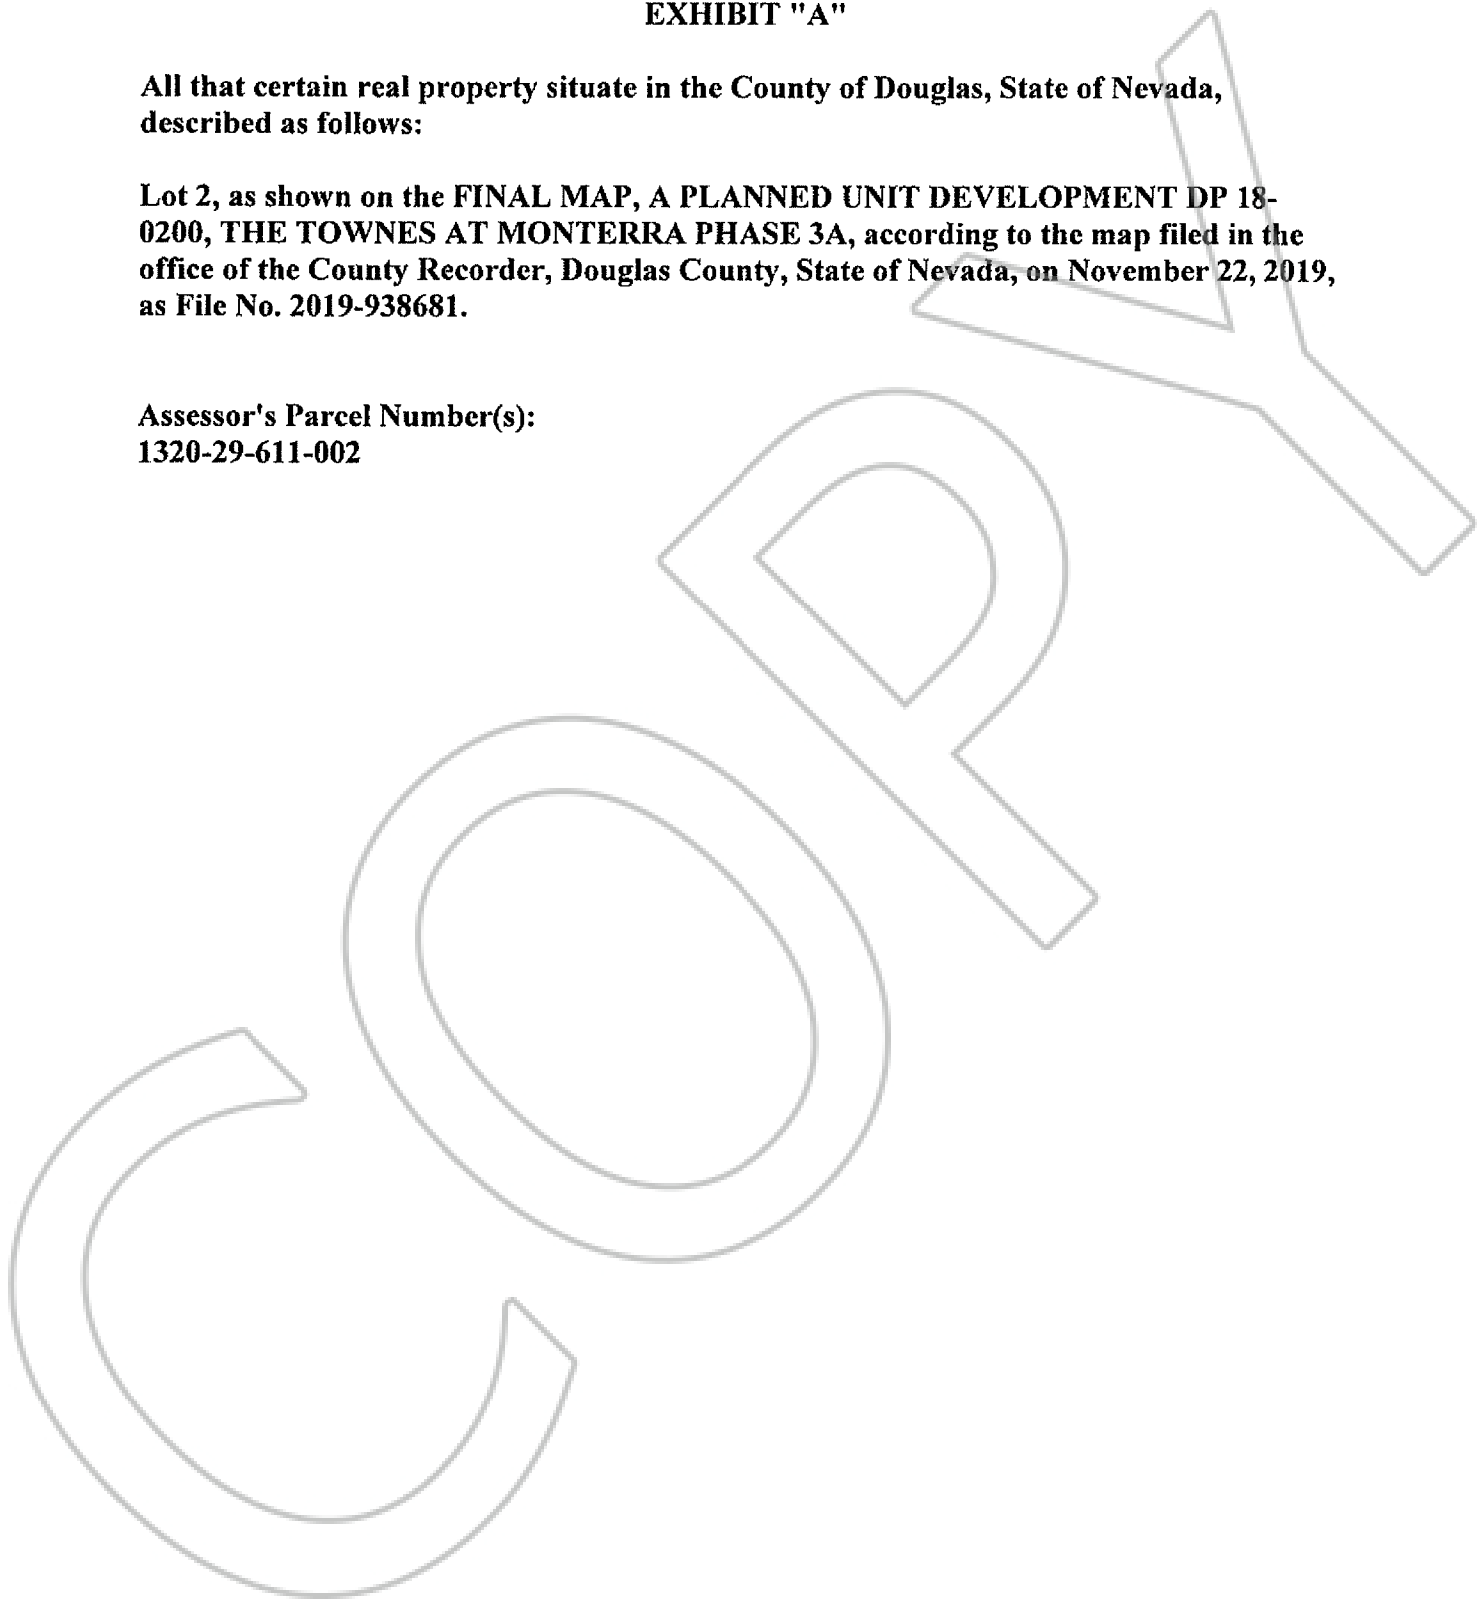 EXHIBIT "A"
All that certain real property situate in the County of Douglas, State of Nevada,
described as follows:
Lot 2, as shown on the FINAL MAP, A PLANNED UNIT DEVELOPMENT DP 18-
0200, THE TOWNES AT MONTERRA PHASE 3A, according to the map filed in the
office of the County Recorder, Douglas County, State of Nevada, on November 22, 2019,
as File No. 2019-938681.
Assessor's Parcel Number(s):
1320-29-611-002
COPY